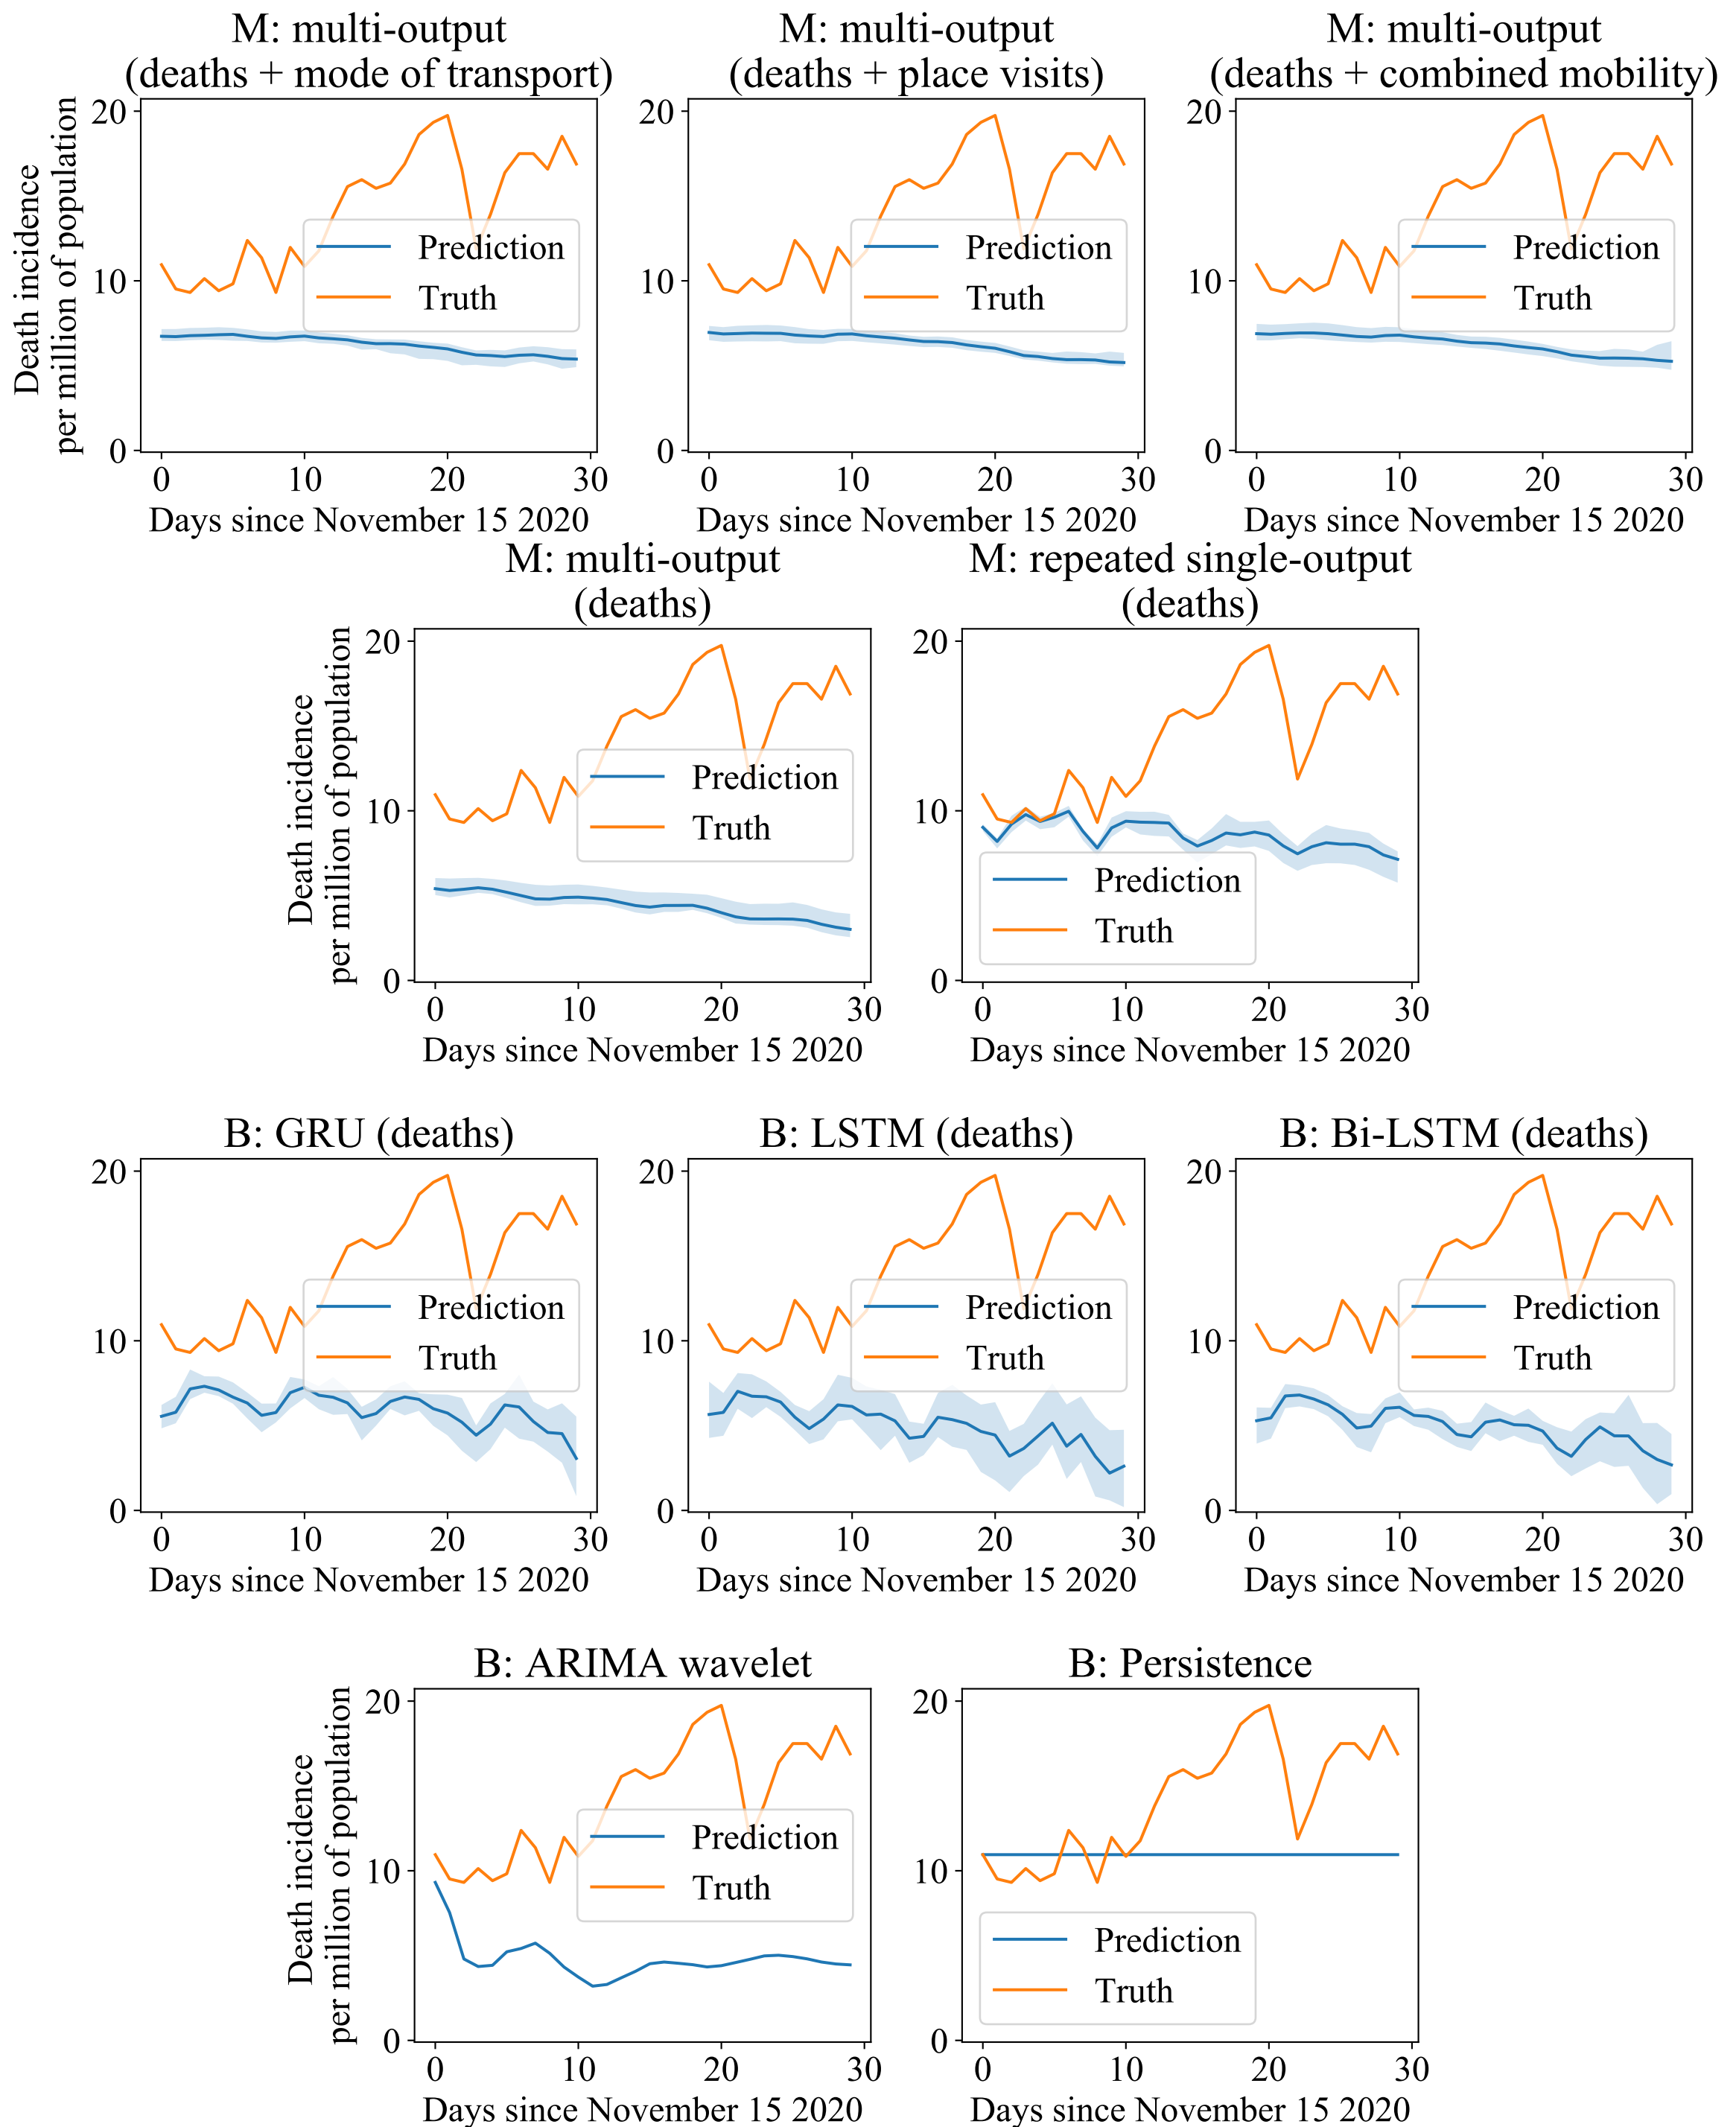 M: multi-output
(deaths + mode of transport)
M: multi-output
(deaths + place visits)
M: multi-output
(deaths + combined mobility)
Death incidence
per million of population
20
10
0
Prediction
Truth
0 10 20 30
Days since November 15 2020
20
10
0
Prediction
Truth
0 10 20 30
Days since November 15 2020
20
10
0
Prediction
Truth
0 10 20 30
Days since November 15 2020
M: multi-output
(deaths)
M: repeated single-output
(deaths)
Death incidence
per million of population
20
10
0
Prediction
Truth
0 10 20 30
Days since November 15 2020
20
10
0
Prediction
Truth
0 10 20 30
Days since November 15 2020
B: GRU (deaths)
B: LSTM (deaths)
B: Bi-LSTM (deaths)
20
10
0
Prediction
Truth
0 10 20 30
Days since November 15 2020
20
10
0
Prediction
Truth
0 10 20 30
Days since November 15 2020
20
10
0
Prediction
Truth
0 10 20 30
Days since November 15 2020
B: ARIMA wavelet
B: Persistence
Death incidence
per million of population
20
10
0
Prediction
Truth
0 10 20 30
Days since November 15 2020
20
10
0
Prediction
Truth
0 10 20 30
Days since November 15 2020